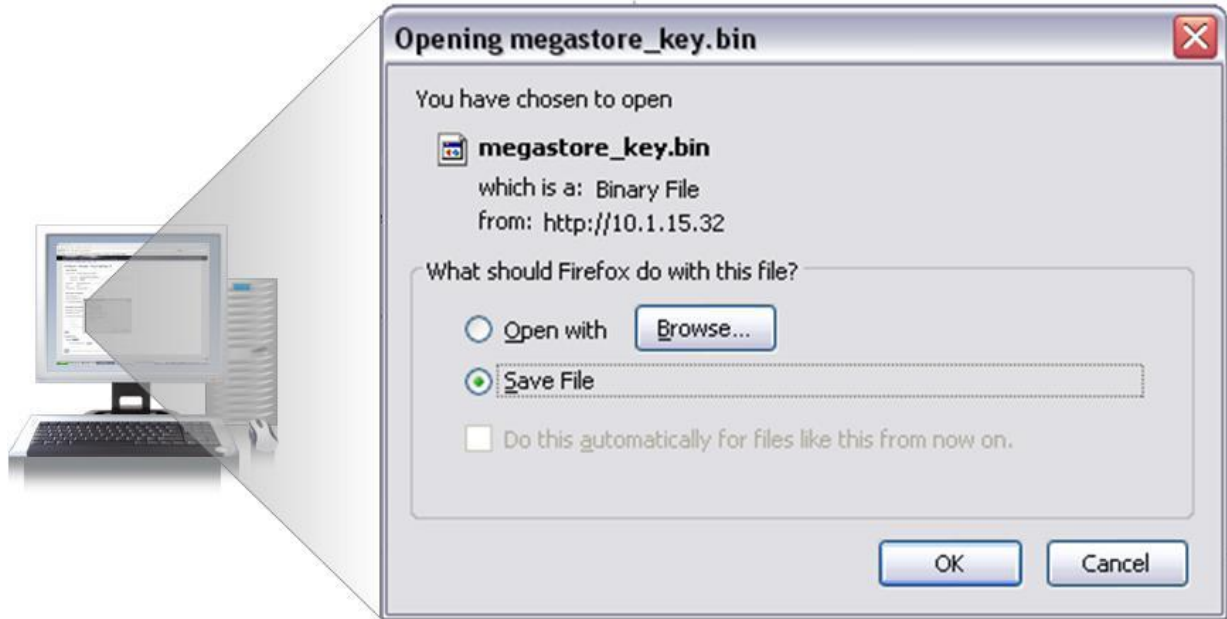 Opening megastore_key.bin
You have chosen to open
megastore_key.bin
which is a: Binary File
from: http://10.1.15.32
What should Firefox do with this file?
Open with Browse...
Save File
Do this automatically for files like this from now on.
OK Cancel